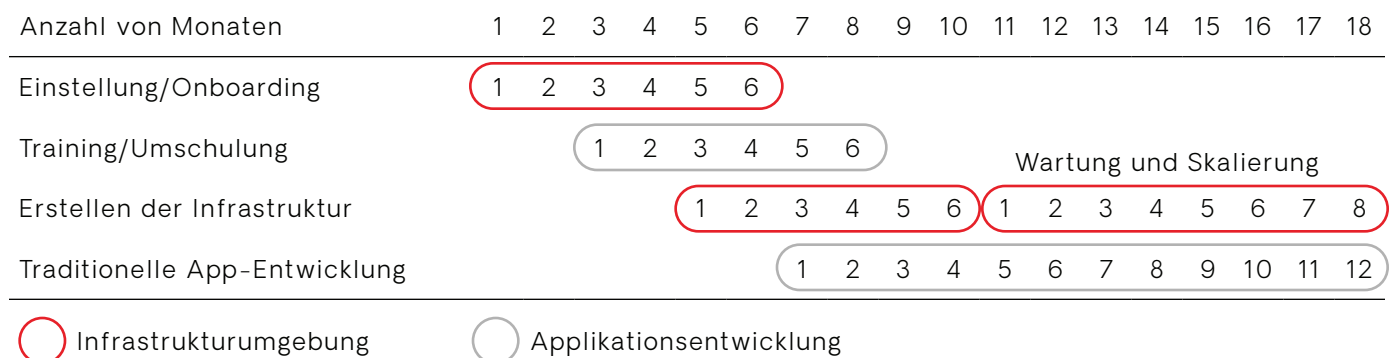 Anzahl von Monaten 1 2 3 4 5 6 7 8 9 10 11 12 13 14 15 16 17 18
Einstellung/Onboarding 1 2 3 4 5 6
Training/Umschulung 1 2 3 4 5 6
Wartung und Skalierung
Erstellen der Infrastruktur 1 2 3 4 5 6 1 2 3 4 5 6 7 8
Traditionelle App-Entwicklung 1 2 3 4 5 6 7 8 9 10 11 12
Infrastrukturumgebung Applikationsentwicklung